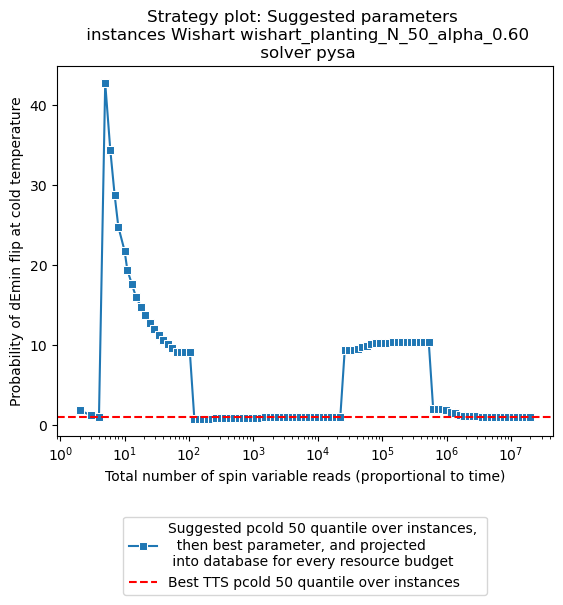 Strategy plot: Suggested parameters
instances Wishart wishart_planting_N_50_alpha_0.60
solver pysa
Probability of dEmin flip at cold temperature
40
30
20
10
0
10^0 10^1 10^2 10^3 10^4 10^5 10^6 10^7
Total number of spin variable reads (proportional to time)
Suggested pcold 50 quantile over instances,
then best parameter, and projected
into database for every resource budget
Best TTS pcold 50 quantile over instances